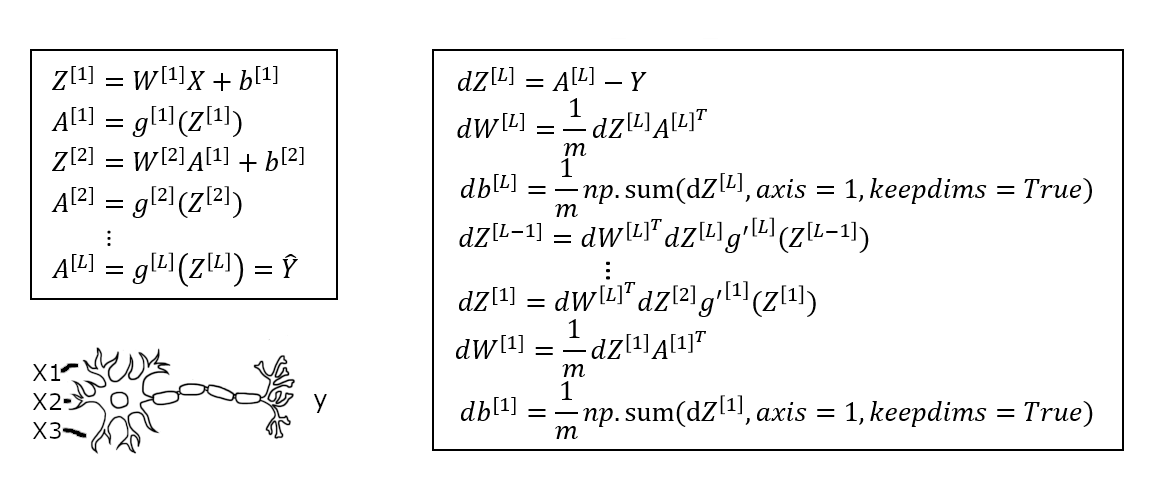 Z^[1] = W^[1]X + b^[1]
A^[1] = g^[1](Z^[1])
Z^[2] = W^[2]A^[1] + b^[2]
A^[2] = g^[2](Z^[2])
⋮
A^[L] = g^[L](Z^[L]) = Ŷ
X1
X2
X3
y
dZ^[L] = A^[L] − Y
dW^[L] = 1/m dZ^[L]A^[L]^T
db^[L] = 1/m np.sum(dZ^[L], axis = 1, keepdims = True)
dZ^[L−1] = dW^[L]^T dZ^[L]g′^[L](Z^[L−1])
⋮
dZ^[1] = dW^[L]^T dZ^[2]g′^[1](Z^[1])
dW^[1] = 1/m dZ^[1]A^[1]^T
db^[1] = 1/m np.sum(dZ^[1], axis = 1, keepdims = True)